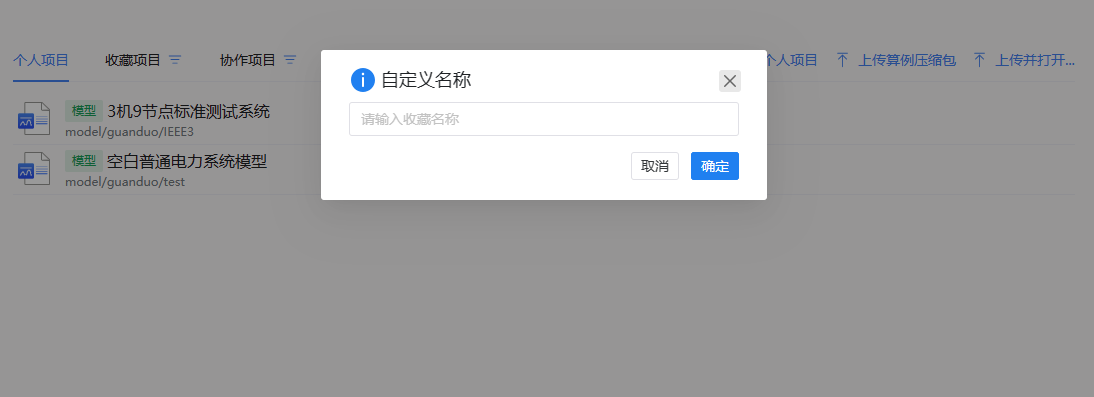 个人项目 收藏项目 协作项目 个人项目 上传算例压缩包 上传并打开...
自定义名称
请输入收藏名称
取消 确定
模型 3机9节点标准测试系统
model/guanduo/IEEE3
模型 空白普通电力系统模型
model/guanduo/test